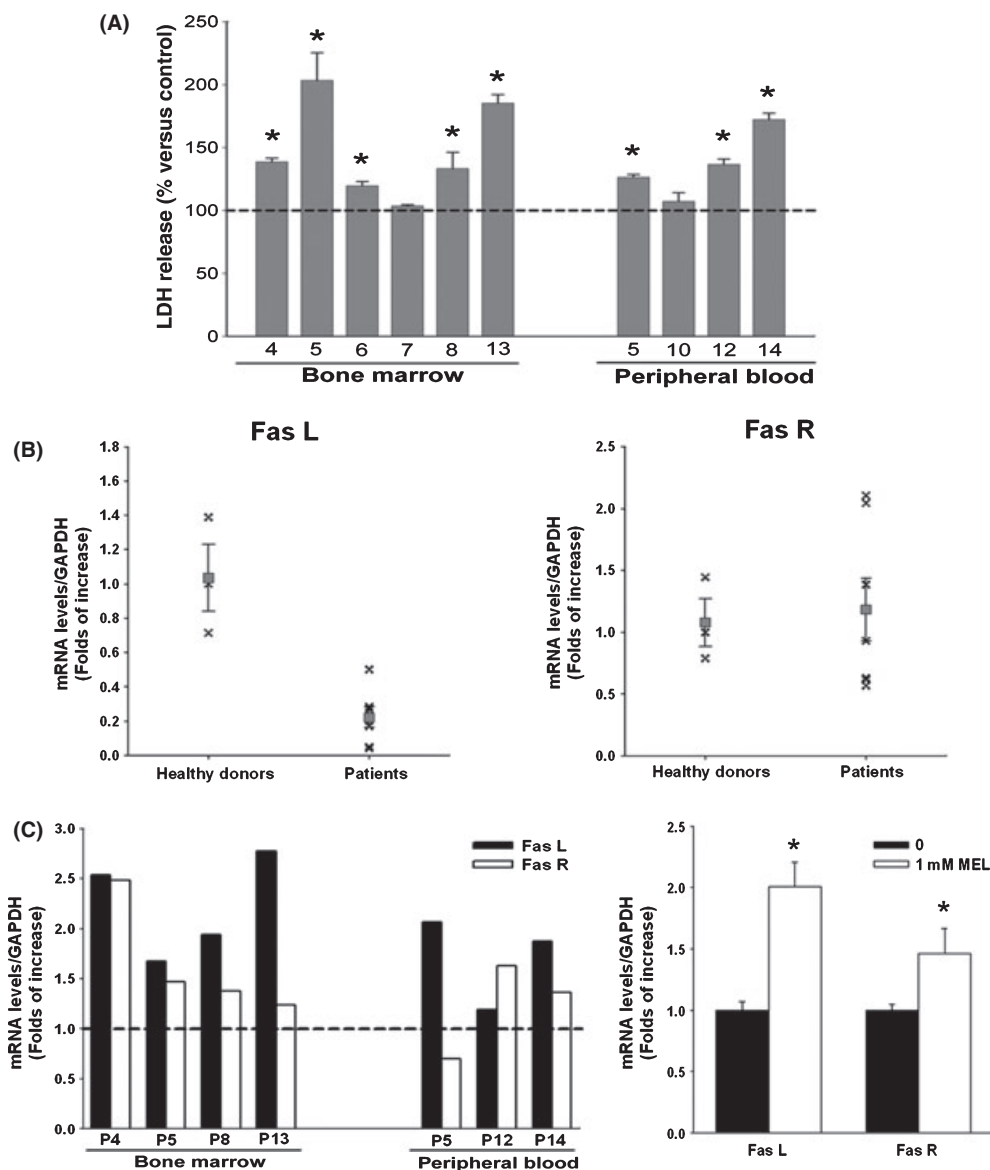 (A)
LDH release (% versus control)
250
200
150
100
50
0
* * * * * * * *
4 5 6 7 8 13 5 10 12 14
Bone marrow Peripheral blood
(B)
Fas L
mRNA levels/GAPDH
(Folds of increase)
1.8
1.6
1.4
1.2
1.0
0.8
0.6
0.4
0.2
0.0
Healthy donors Patients
Fas R
mRNA levels/GAPDH
(Folds of increase)
2.5
2.0
1.5
1.0
0.5
0.0
Healthy donors Patients
(C)
mRNA levels/GAPDH
(Folds of increase)
3.0
2.5
2.0
1.5
1.0
0.5
0.0
Fas L
Fas R
P4 P5 P8 P13 P5 P12 P14
Bone marrow Peripheral blood
mRNA levels/GAPDH
(Folds of increase)
2.5
2.0
1.5
1.0
0.5
0.0
0
1 mM MEL
* *
Fas L Fas R